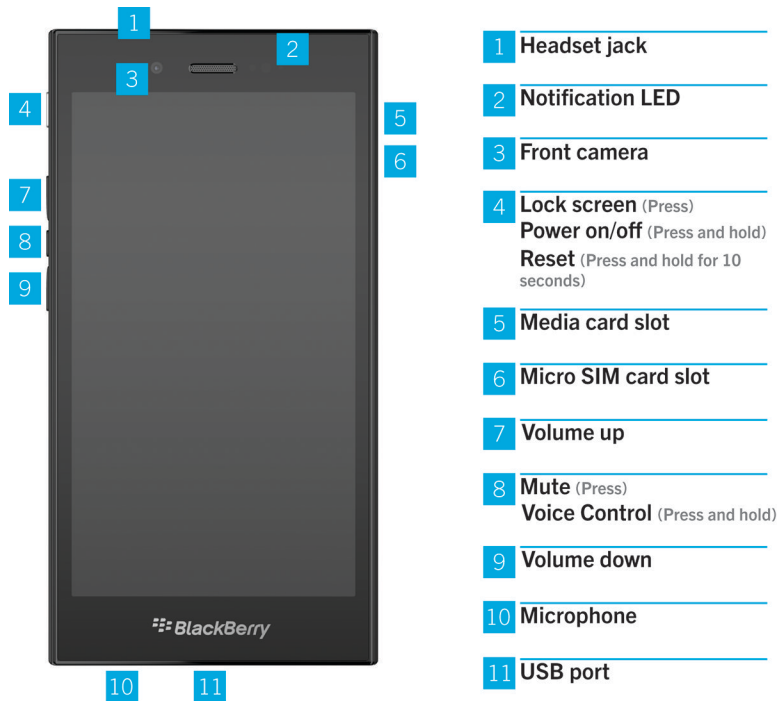 1
2
3
4
5
6
7
8
9
BlackBerry
10
11
1 Headset jack
2 Notification LED
3 Front camera
4 Lock screen (Press)
Power on/off (Press and hold)
Reset (Press and hold for 10
seconds)
5 Media card slot
6 Micro SIM card slot
7 Volume up
8 Mute (Press)
Voice Control (Press and hold)
9 Volume down
10 Microphone
11 USB port